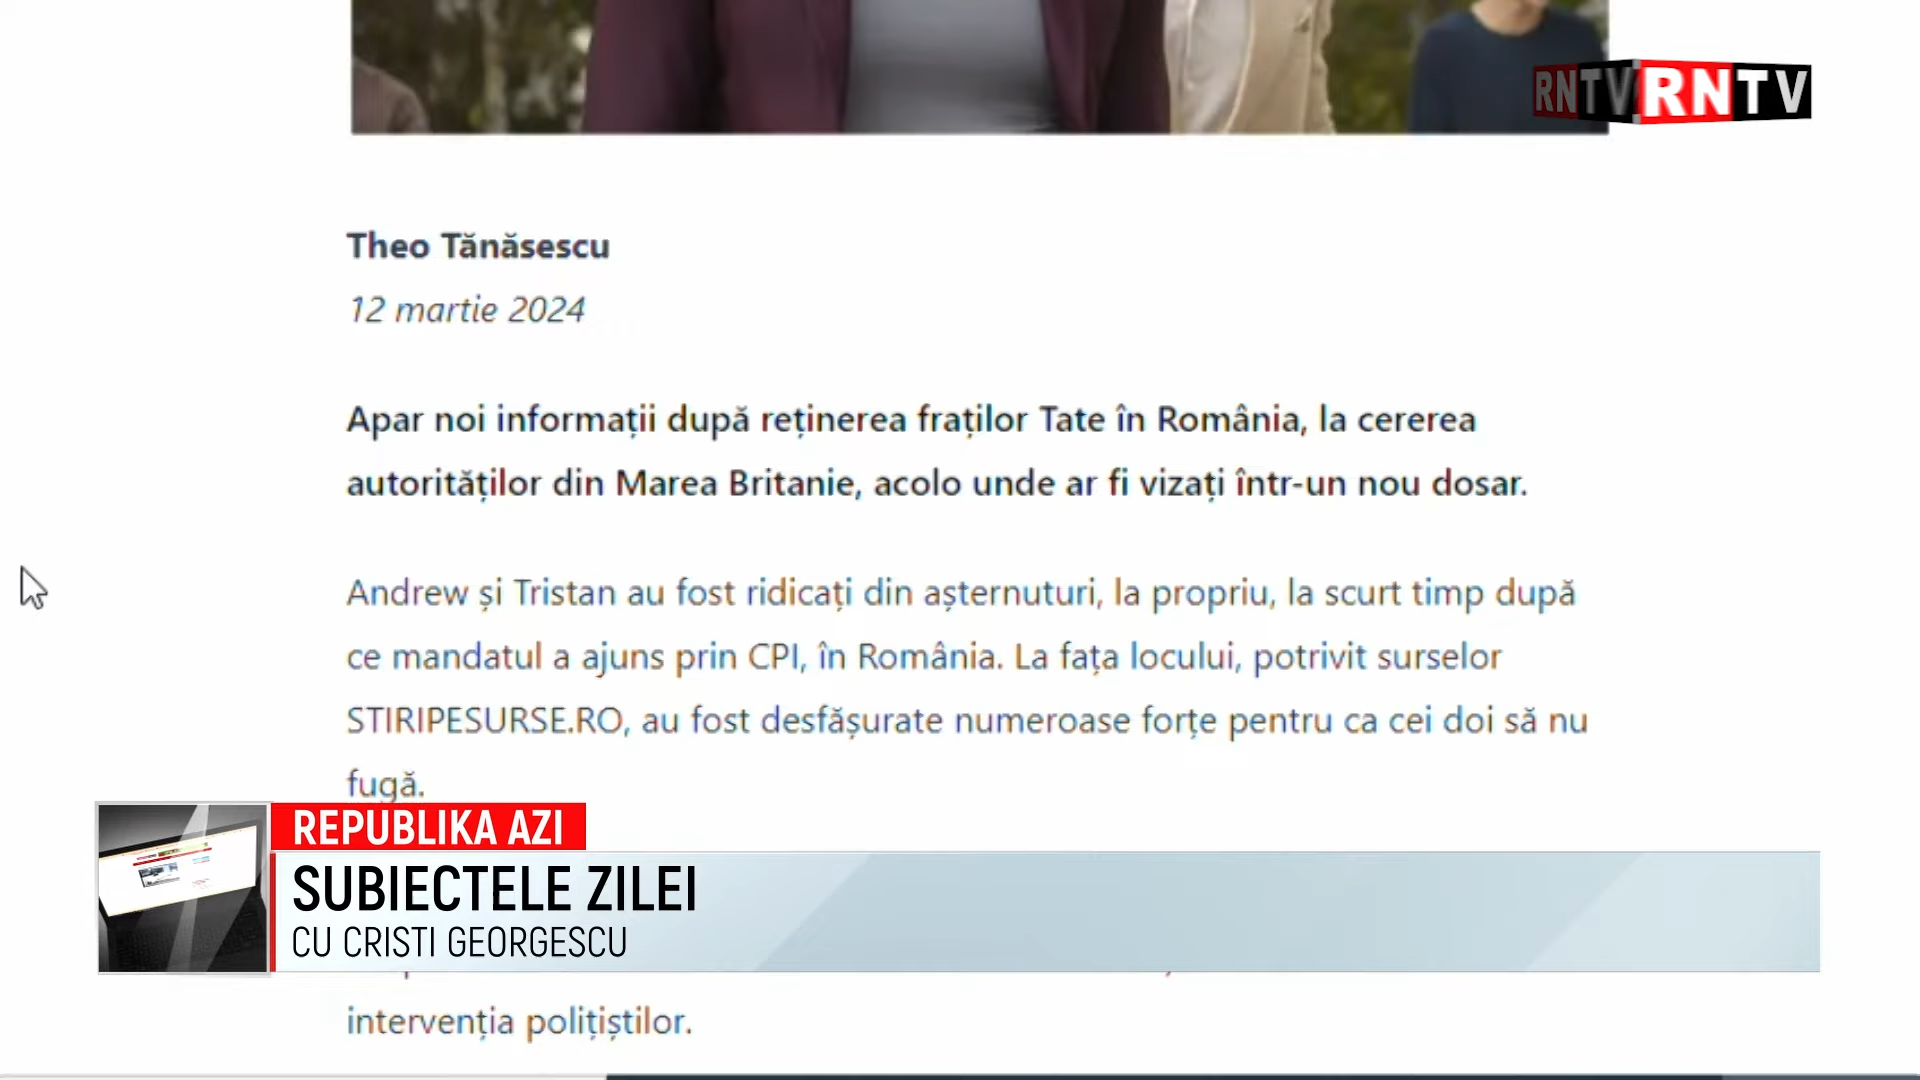 RNTV RNTV
Theo Tănăsescu
12 martie 2024
Apar noi informații după reținerea fraților Tate în România, la cererea
autorităților din Marea Britanie, acolo unde ar fi vizați într-un nou dosar.
Andrew și Tristan au fost ridicați din așternuturi, la propriu, la scurt timp după
ce mandatul a ajuns prin CPI, în România. La fața locului, potrivit surselor
STIRIPESURSE.RO, au fost desfășurate numeroase forțe pentru ca cei doi să nu
fugă.
REPUBLIKA AZI
SUBIECTELE ZILEI
CU CRISTI GEORGESCU
intervenția polițiștilor.